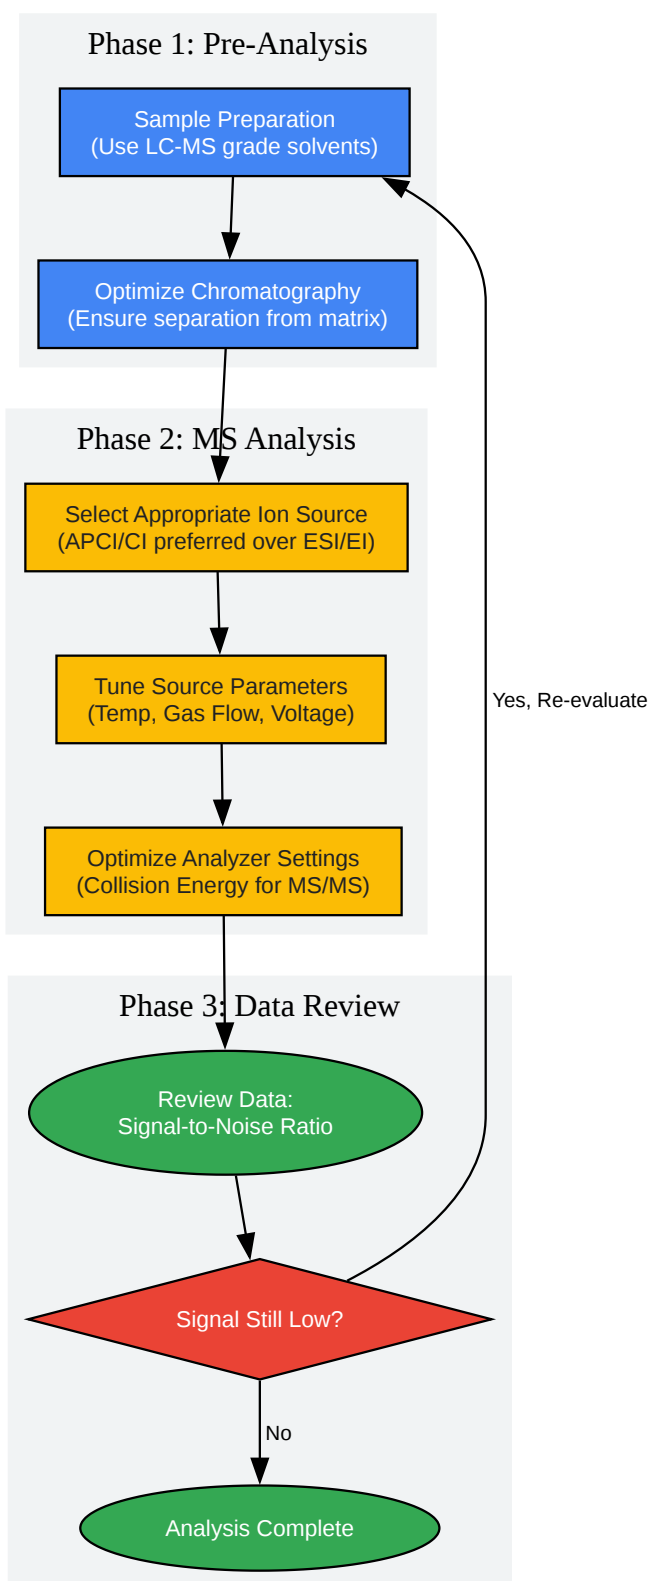 Phase 1: Pre-Analysis
Sample Preparation
(Use LC-MS grade solvents)
Optimize Chromatography
(Ensure separation from matrix)
Phase 2: MS Analysis
Select Appropriate Ion Source
(APCI/CI preferred over ESI/EI)
Tune Source Parameters
(Temp, Gas Flow, Voltage)
Yes, Re-evaluate
Optimize Analyzer Settings
(Collision Energy for MS/MS)
Phase 3: Data Review
Review Data:
Signal-to-Noise Ratio
Signal Still Low?
No
Analysis Complete